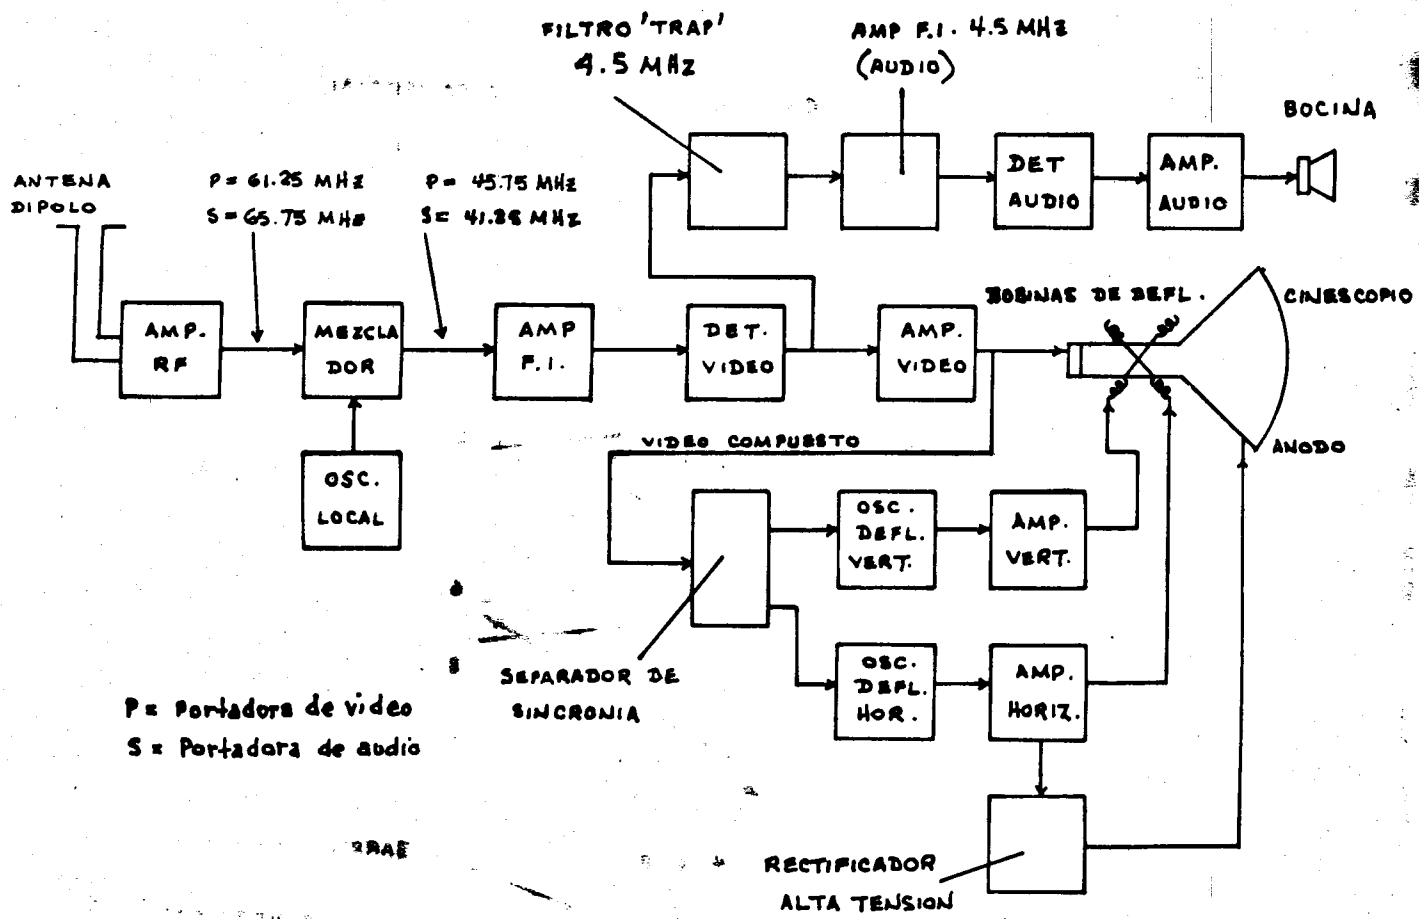 FILTRO 'TRAP'
4.5 MHz
AMP F.I. 4.5 MHz
(AUDIO)
BOCINA
ANTENA
DIPOLO
P= 61.25 MHz
S= 65.75 MHz
P= 45.75 MHz
S= 41.25 MHz
DET
AUDIO
AMP.
AUDIO
AMP.
RF
MEZCLA
DOR
AMP
F.I.
DET.
VIDEO
AMP.
VIDEO
BOBINAS DE DEFL.
CINESCOPIO
ANODO
VIDEO COMPUESTO
OSC.
LOCAL
OSC.
DEFL.
VERT.
AMP.
VERT.
SEPARADOR DE
SINCRONIA
OSC.
DEFL.
HOR.
AMP.
HORIZ.
P= Portadora de video
S= Portadora de audio
RECTIFICADOR
ALTA TENSION